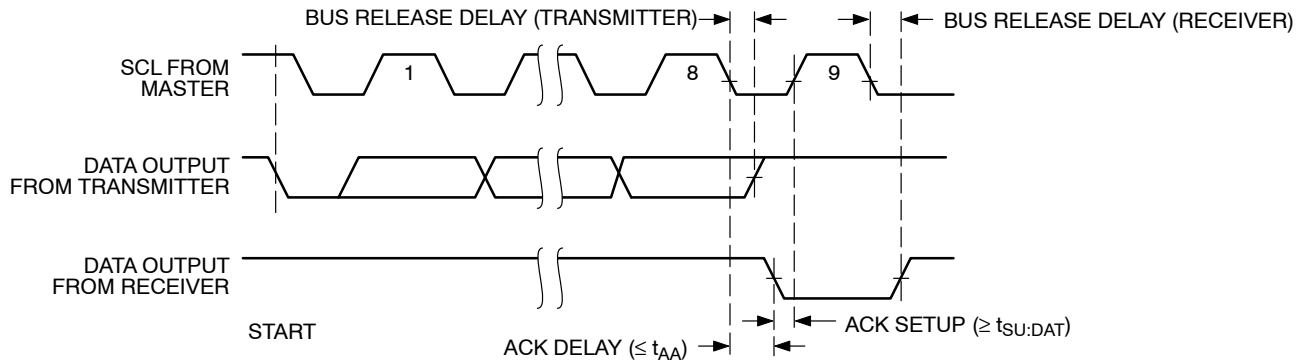 BUS RELEASE DELAY (TRANSMITTER)
BUS RELEASE DELAY (RECEIVER)
SCL FROM
MASTER
1
8
9
DATA OUTPUT
FROM TRANSMITTER
DATA OUTPUT
FROM RECEIVER
START
ACK SETUP (≥ tSU:DAT)
ACK DELAY (≤ tAA)